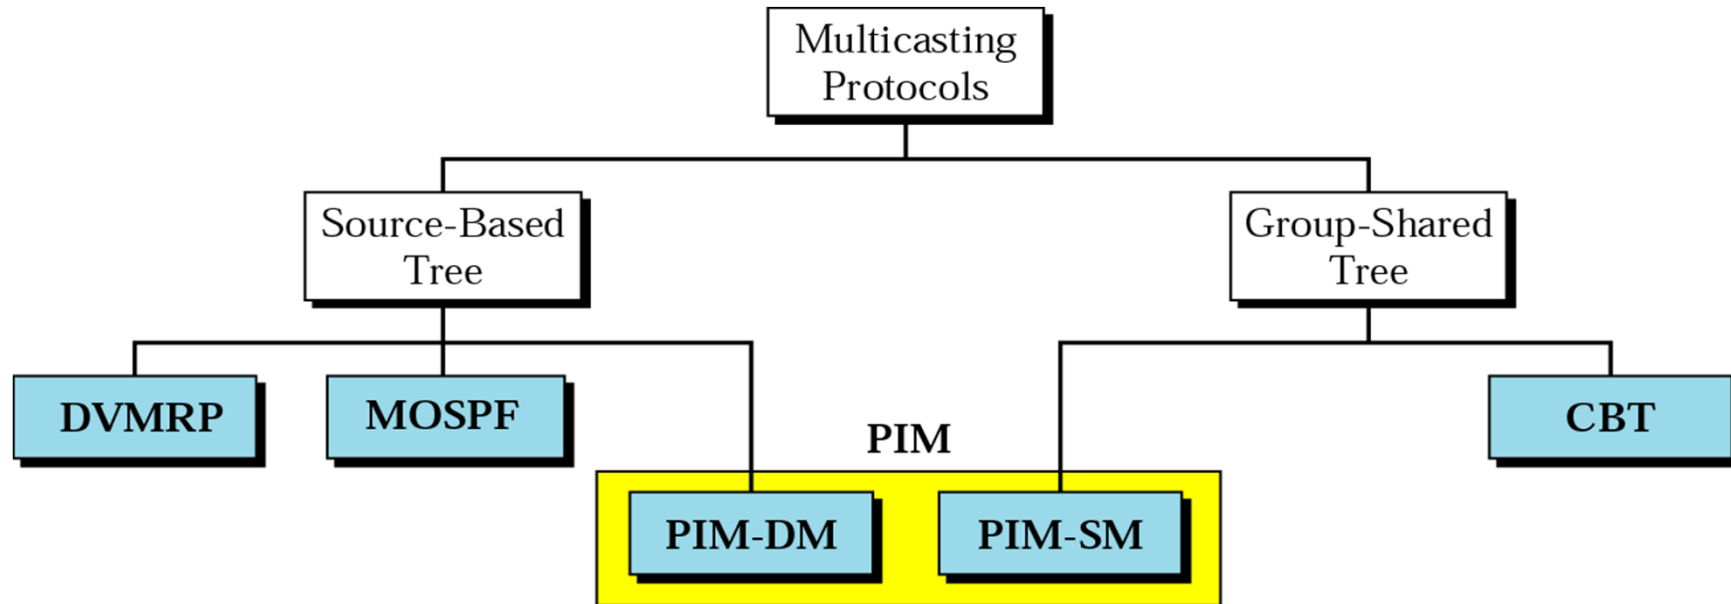 Multicasting
Protocols
Source-Based
Tree
Group-Shared
Tree
DVMRP
MOSPF
PIM
CBT
PIM-DM
PIM-SM